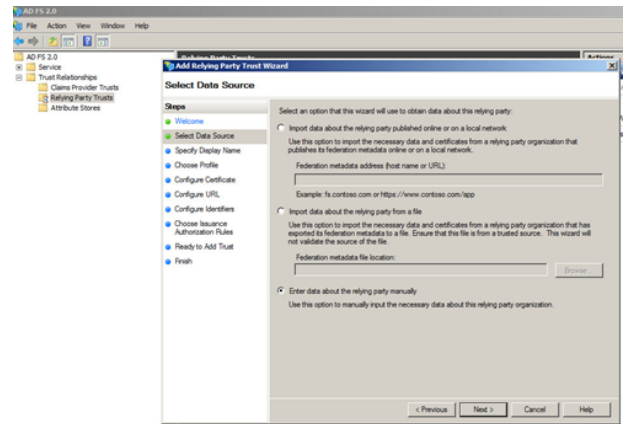 AD FS 2.0
File Action View Window Help
AD FS 2.0
Service
Trust Relationships
Claims Provider Trusts
Relying Party Trusts
Attribute Stores
Relying Party Trusts
Actions
Add Relying Party Trust Wizard
Select Data Source
Steps
Welcome
Select Data Source
Specify Display Name
Choose Profile
Configure Certificate
Configure URL
Configure Identifiers
Choose Issuance
Authorization Rules
Ready to Add Trust
Finish
Select an option that this wizard will use to obtain data about this relying party:
Import data about the relying party published online or on a local network
Use this option to import the necessary data and certificates from a relying party organization that
publishes its federation metadata online or on a local network.
Federation metadata address (host name or URL):
Example: fs.contoso.com or https://www.contoso.com/app
Import data about the relying party from a file
Use this option to import the necessary data and certificates from a relying party organization that has
exported its federation metadata to a file. Ensure that this file is from a trusted source. This wizard will
not validate the source of the file.
Federation metadata file location:
Browse...
Enter data about the relying party manually
Use this option to manually input the necessary data about this relying party organization.
< Previous
Next >
Cancel
Help